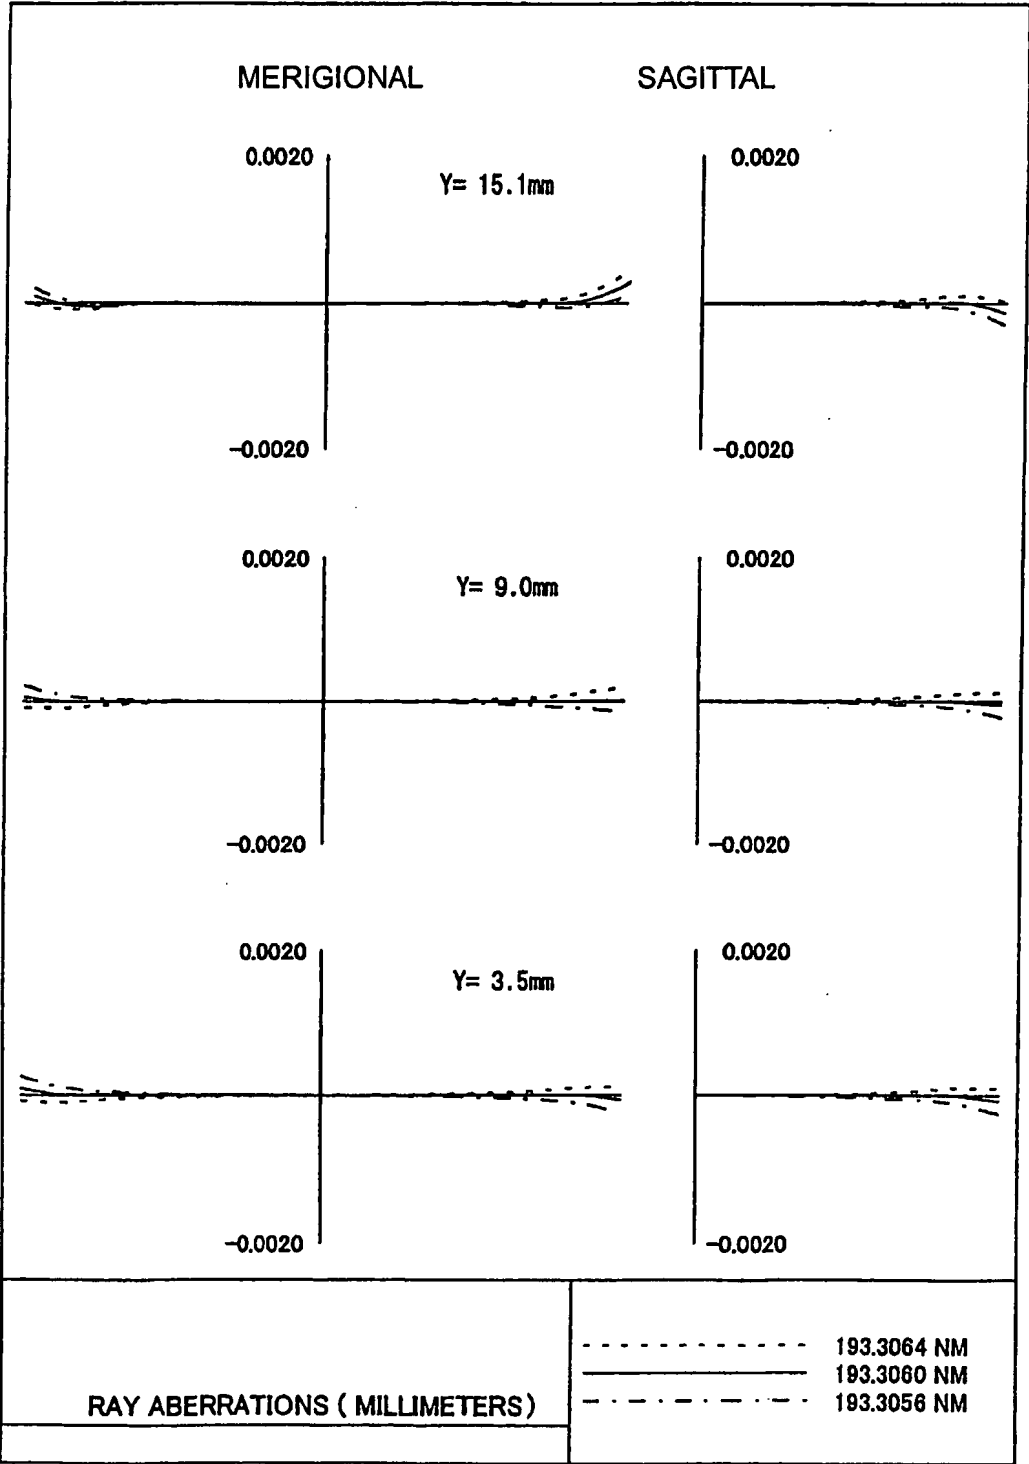 MERIGIONAL SAGITTAL
0.0020 0.0020
Y= 15.1mm
-0.0020 -0.0020
0.0020 0.0020
Y= 9.0mm
-0.0020 -0.0020
0.0020 0.0020
Y= 3.5mm
-0.0020 -0.0020
193.3064 NM
193.3060 NM
193.3056 NM
RAY ABERRATIONS ( MILLIMETERS )